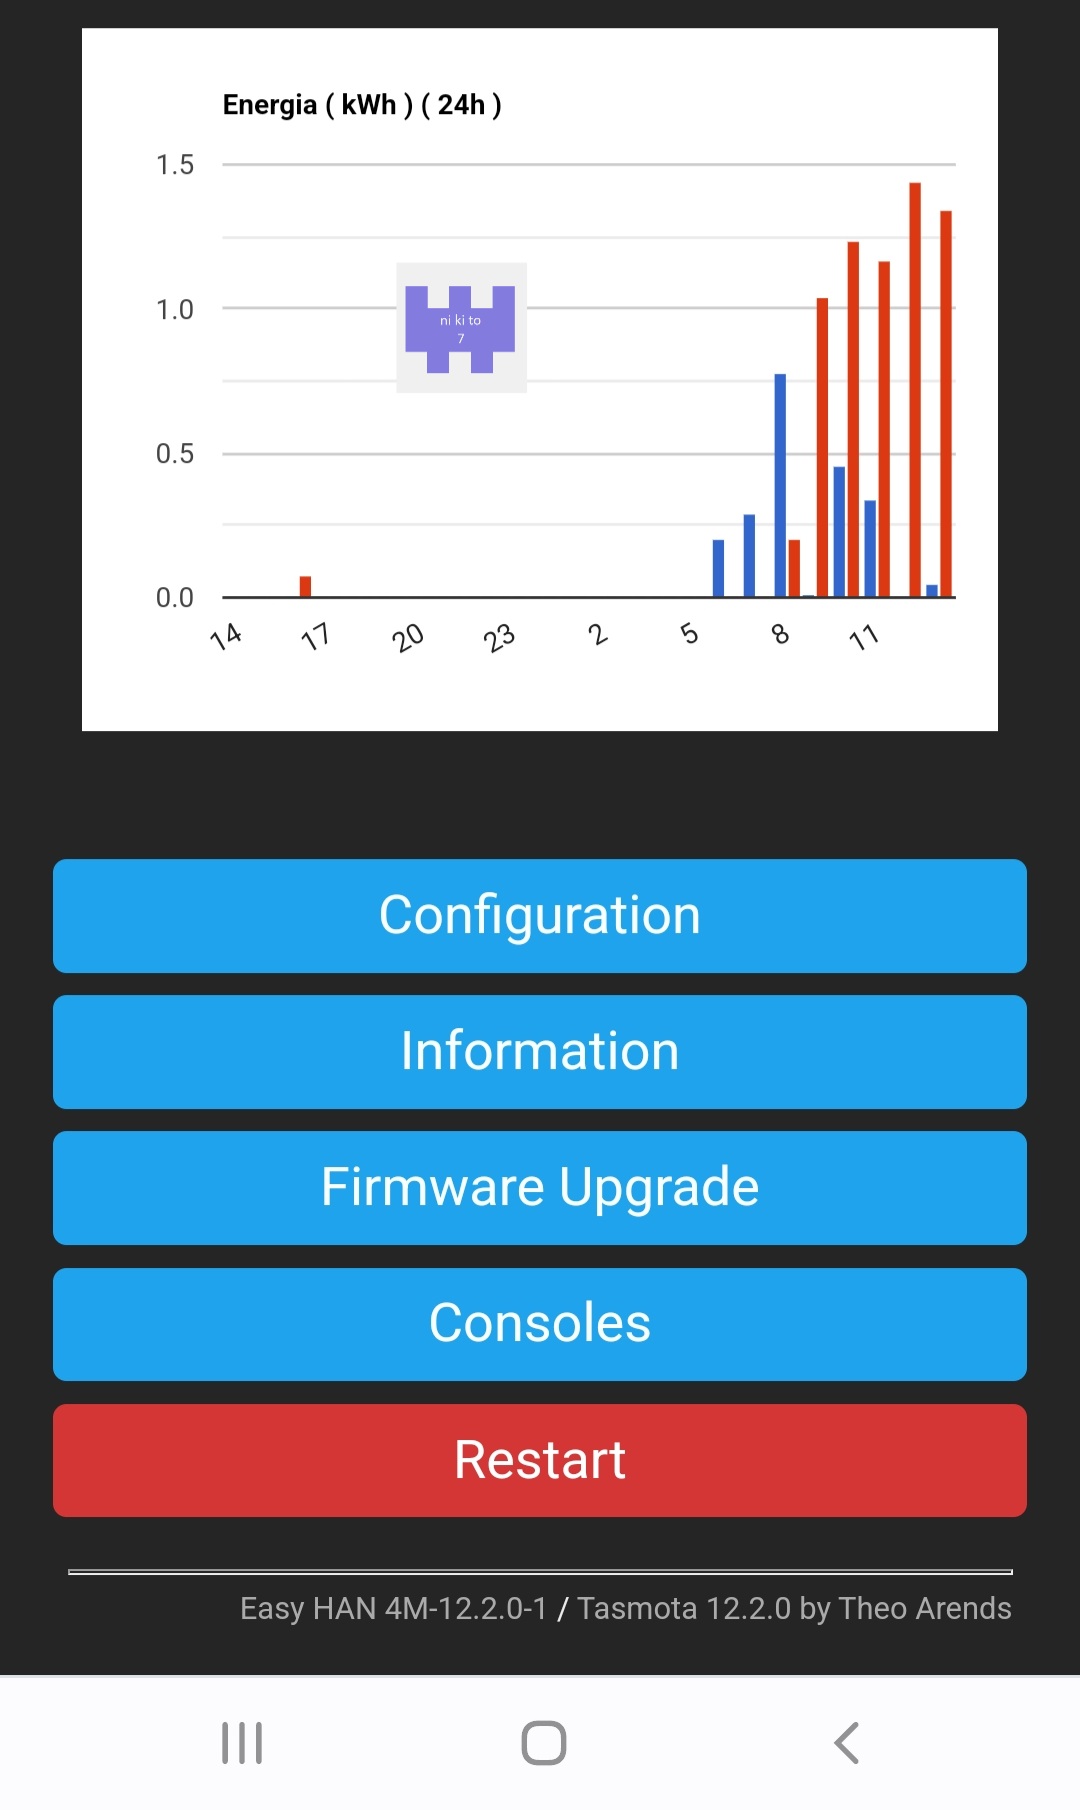 Energia ( kWh ) ( 24h )
1.5
1.0
0.5
0.0
ni ki to
7
14 17 20 23 2 5 8 11
Configuration
Information
Firmware Upgrade
Consoles
Restart
Easy HAN 4M-12.2.0-1 / Tasmota 12.2.0 by Theo Arends